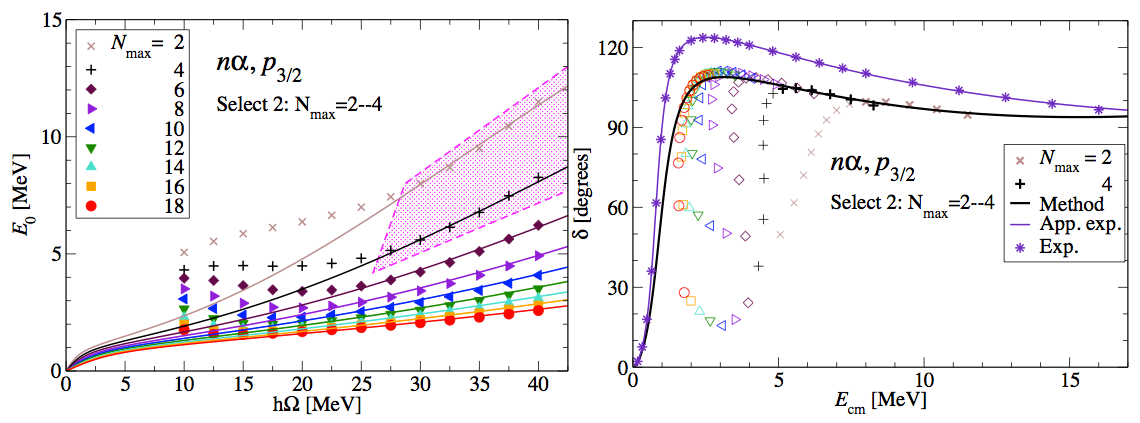 15
10
5
0
E0 [MeV]
0 5 10 15 20 25 30 35 40
hΩ [MeV]
Nmax = 2
4
6
8
10
12
14
16
18
nα, p3/2
Select 2: Nmax=2--4
120
90
60
30
0
δ [degrees]
0 5 10 15
Ecm [MeV]
nα, p3/2
Select 2: Nmax=2--4
Nmax = 2
4
Method
App. exp.
Exp.